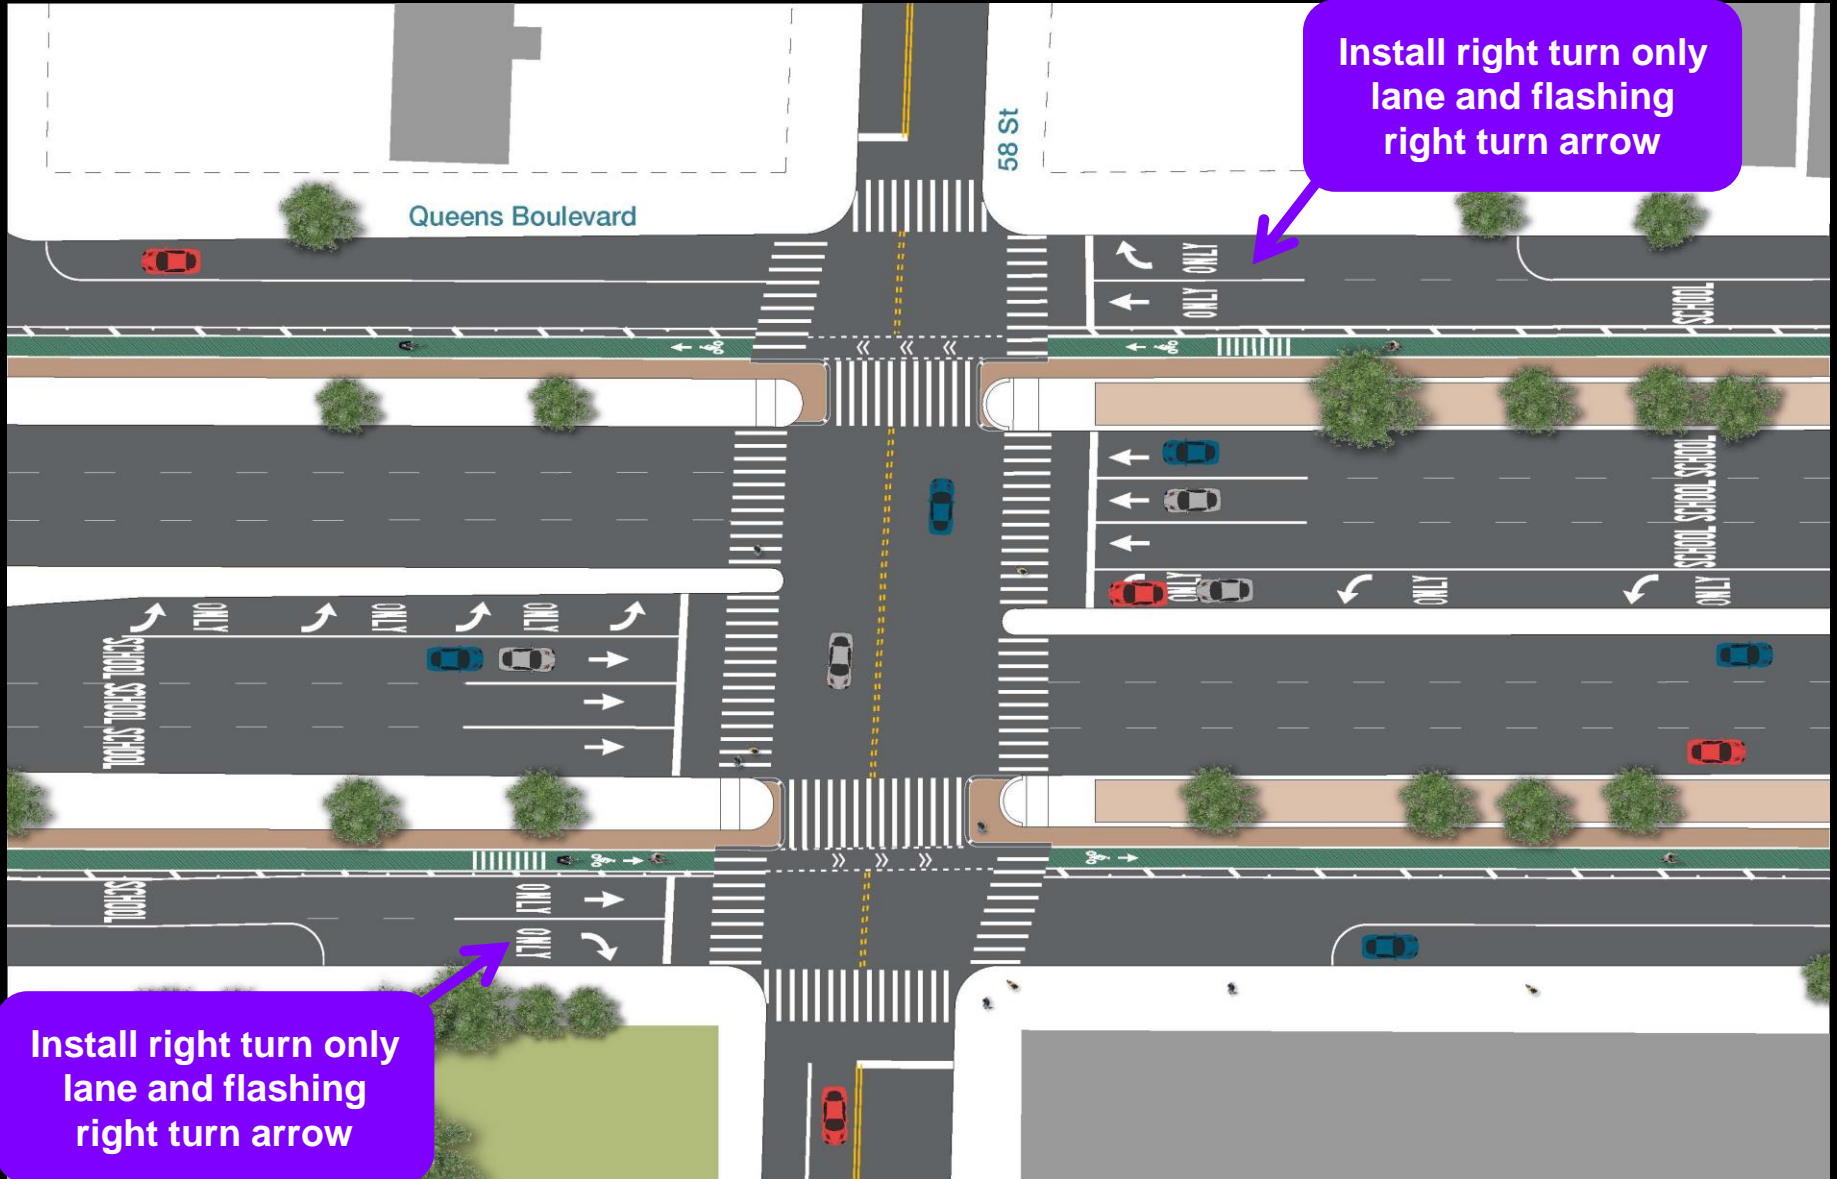 Install right turn only
lane and flashing
right turn arrow
58 St
Queens Boulevard
ONLY
ONLY
SCHOOL
SCHOOL
SCHOOL
SCHOOL
ONLY
ONLY
ONLY
ONLY
ONLY
ONLY
SCHOOL
SCHOOL
SCHOOL
SCHOOL
ONLY
ONLY
Install right turn only
lane and flashing
right turn arrow